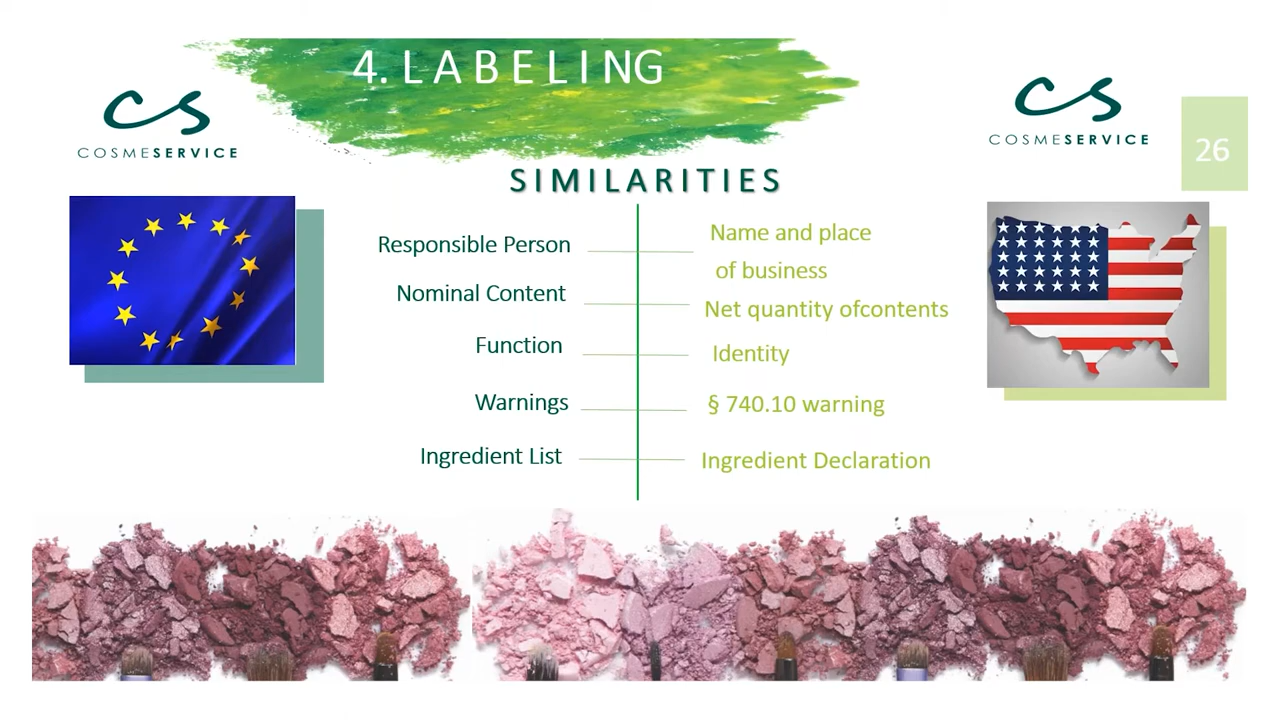 4. LABELING
CS
COSMESERVICE
CS
COSMESERVICE
26
SIMILARITIES
Responsible Person
Name and place
of business
Nominal Content
Net quantity ofcontents
Function
Identity
Warnings
§ 740.10 warning
Ingredient List
Ingredient Declaration